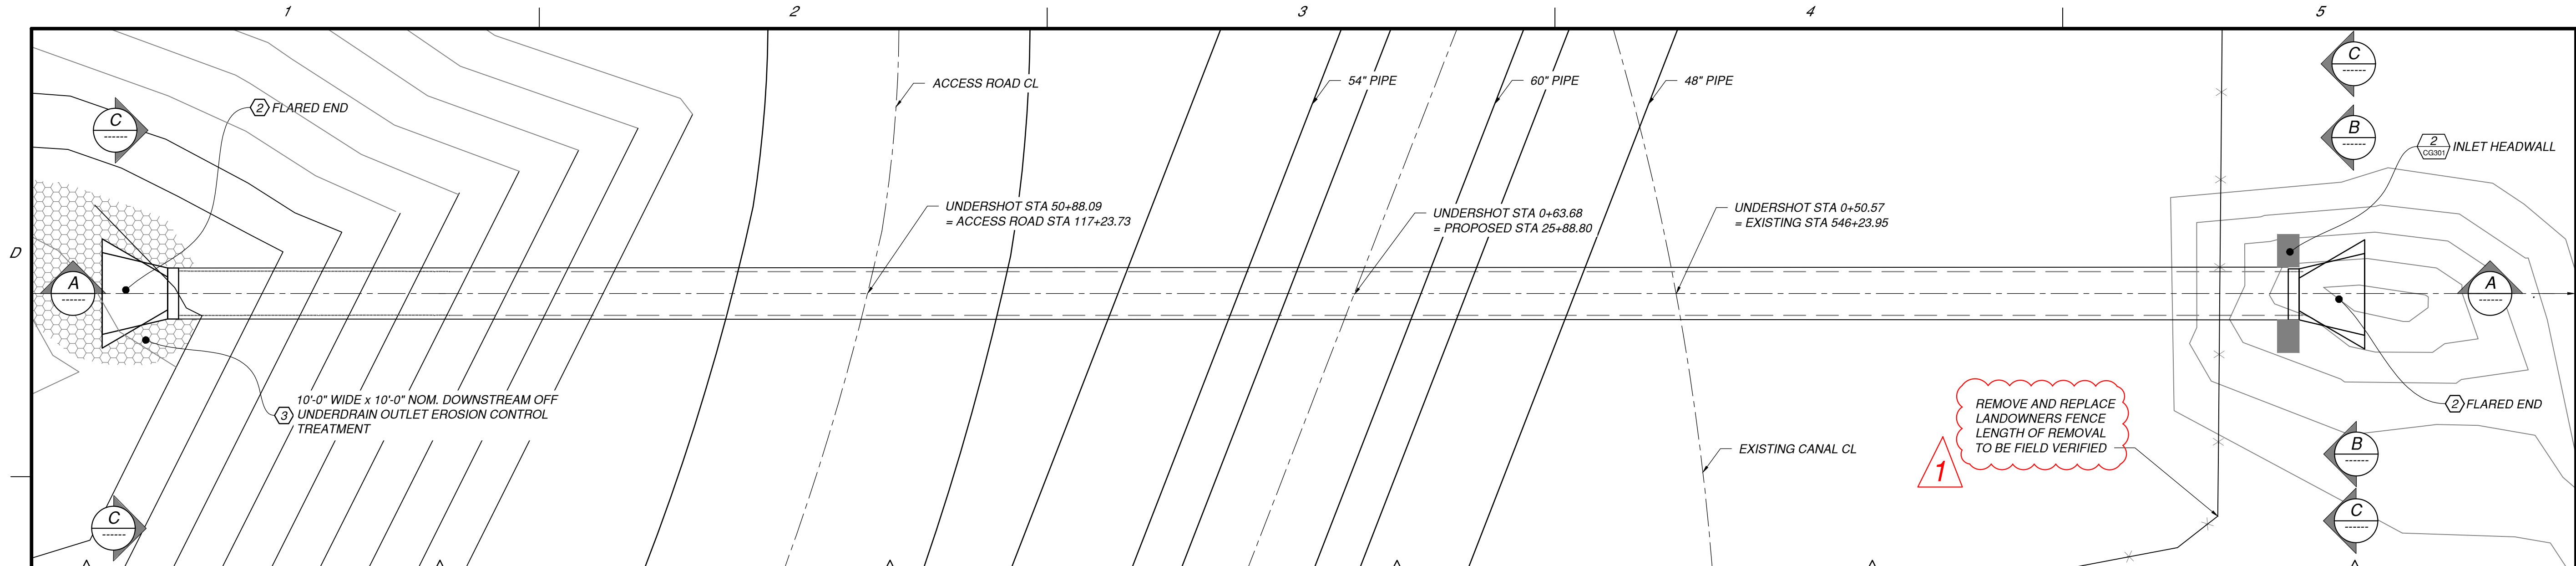 1
2
3
4
5
D
C
------
2 FLARED END
ACCESS ROAD CL
54" PIPE
60" PIPE
48" PIPE
C
------
B
------
2
CG301
INLET HEADWALL
UNDERSHOT STA 50+88.09
= ACCESS ROAD STA 117+23.73
UNDERSHOT STA 0+63.68
= PROPOSED STA 25+88.80
UNDERSHOT STA 0+50.57
= EXISTING STA 546+23.95
A
------
A
------
3
10'-0" WIDE x 10'-0" NOM. DOWNSTREAM OFF
UNDERDRAIN OUTLET EROSION CONTROL
TREATMENT
REMOVE AND REPLACE
LANDOWNERS FENCE
LENGTH OF REMOVAL
TO BE FIELD VERIFIED
1
EXISTING CANAL CL
2 FLARED END
B
------
C
------
C
------